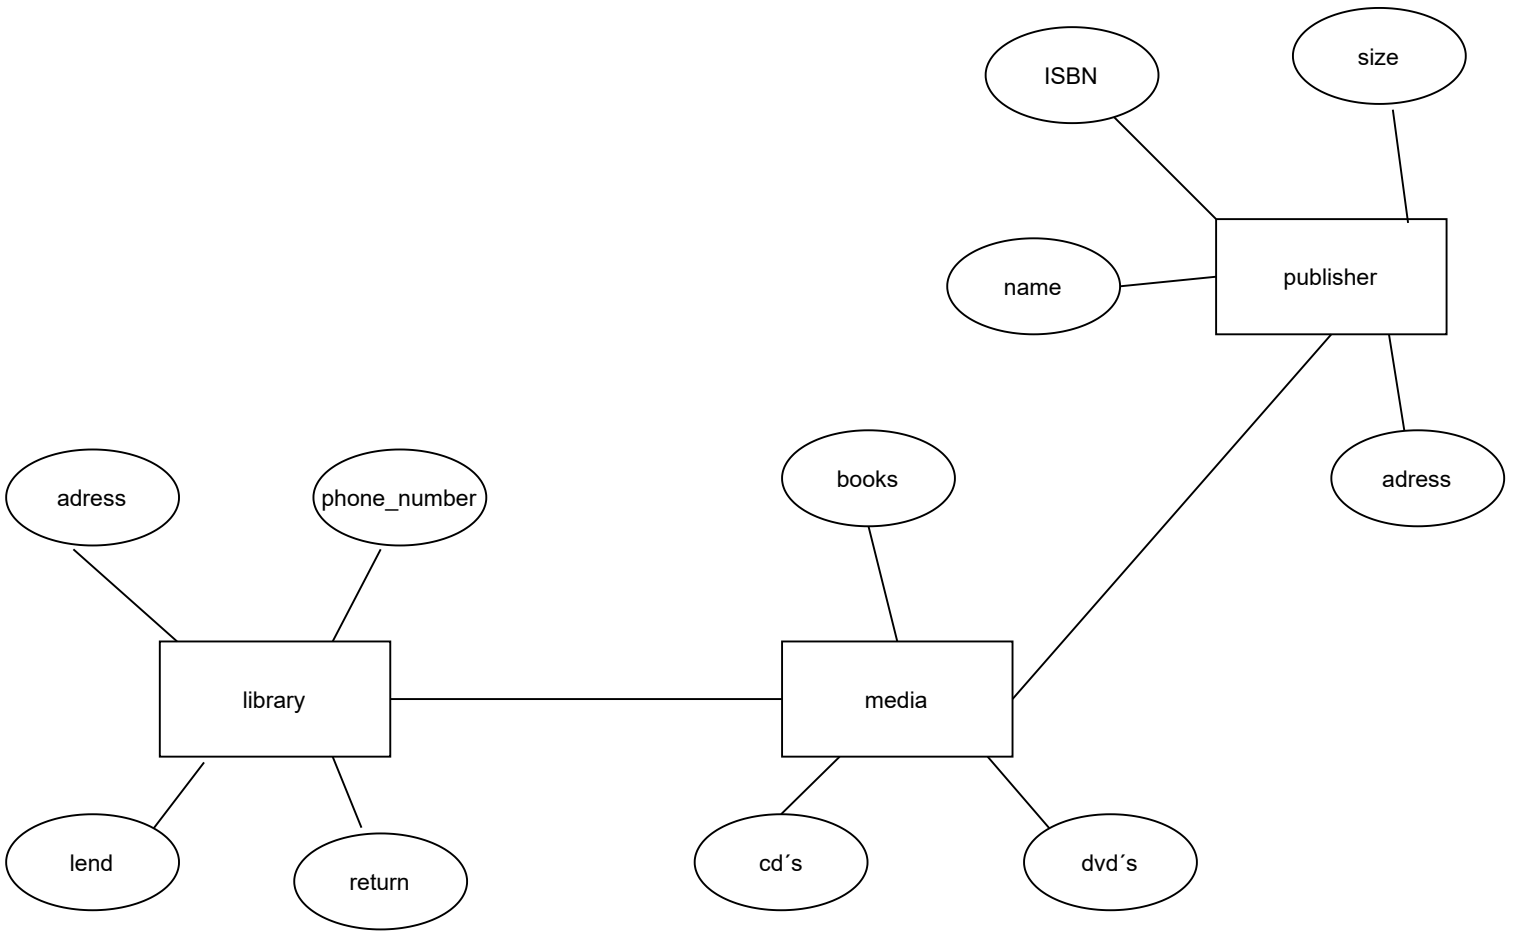 size
ISBN
publisher
name
books
adress
adress
phone_number
library
media
lend
cd´s
dvd´s
return